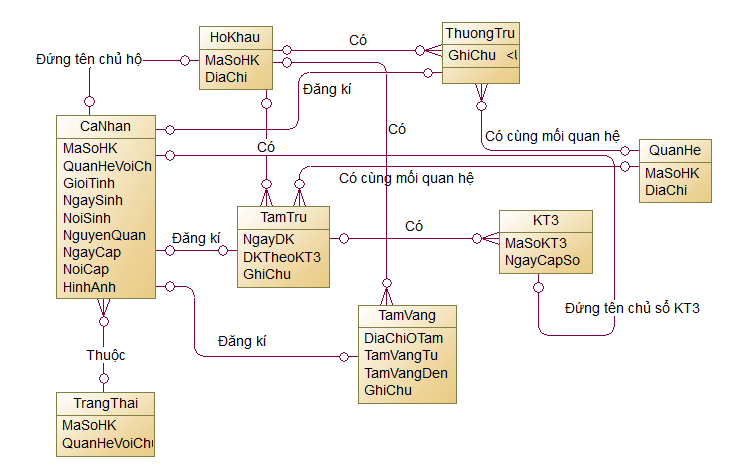 HoKhau
MaSoHK
DiaChi
Có
ThuongTru
GhiChu <U
Đứng tên chủ hộ
Đăng kí
CaNhan
MaSoHK
QuanHeVoiCh
GioiTinh
NgaySinh
NoiSinh
NguyenQuan
NgayCap
NoiCap
HinhAnh
Có
Có
Có cùng mối quan hệ
QuanHe
MaSoHK
DiaChi
Có cùng mối quan hệ
TamTru
NgayDK
DKTheoKT3
GhiChu
Đăng kí
Có
KT3
MaSoKT3
NgayCapSo
Đứng tên chủ sổ KT3
TamVang
DiaChiOTam
TamVangTu
TamVangDen
GhiChu
Đăng kí
Thuộc
TrangThai
MaSoHK
QuanHeVoiChu